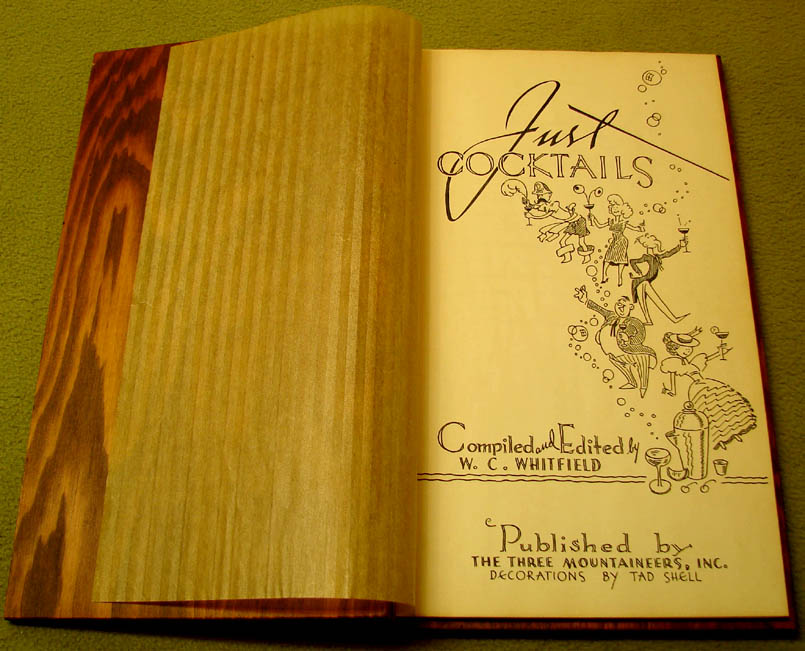 Just
COCKTAILS
Compiled and Edited by
W. C. WHITFIELD
Published by
THE THREE MOUNTAINEERS, INC.
DECORATIONS BY TAD SHELL